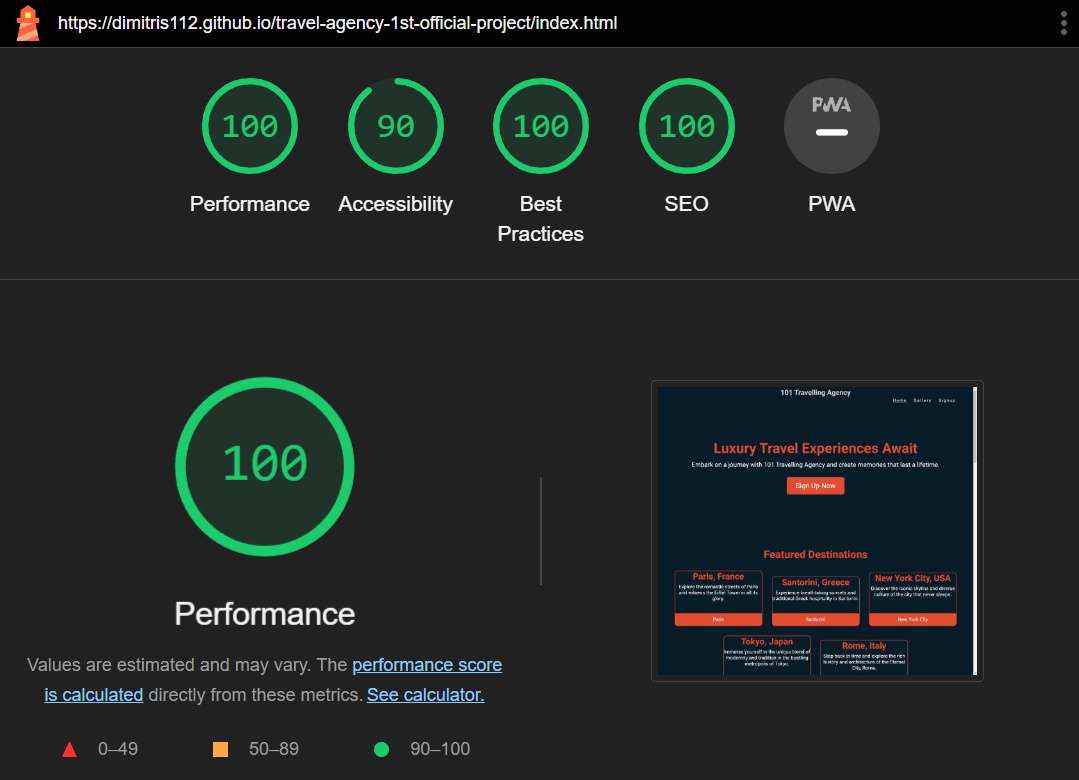 https://dimitris112.github.io/travel-agency-1st-official-project/index.html
100
90
100
100
PWA
Performance
Accessibility
Best
Practices
SEO
PWA
100
Performance
Values are estimated and may vary. The performance score
is calculated directly from these metrics. See calculator.
0–49
50–89
90–100
101 Travelling Agency
Home Gallery Signup
Luxury Travel Experiences Await
Embark on a journey with 101 Travelling Agency and create memories that last a lifetime.
Sign Up Now
Featured Destinations
Paris, France
Explore the romantic streets of Paris
and witness the Eiffel Tower in all its
glory.
Paris
Santorini, Greece
Experience breathtaking sunsets and
traditional Greek hospitality in Santorini
Santorini
New York City, USA
Discover the iconic skyline and diverse
culture of the city that never sleeps.
New York City
Tokyo, Japan
Immerse yourself in the unique blend of
modernity and tradition in the bustling
metropolis of Tokyo.
Rome, Italy
Step back in time and explore the rich
history and architecture of the Eternal
City, Rome.